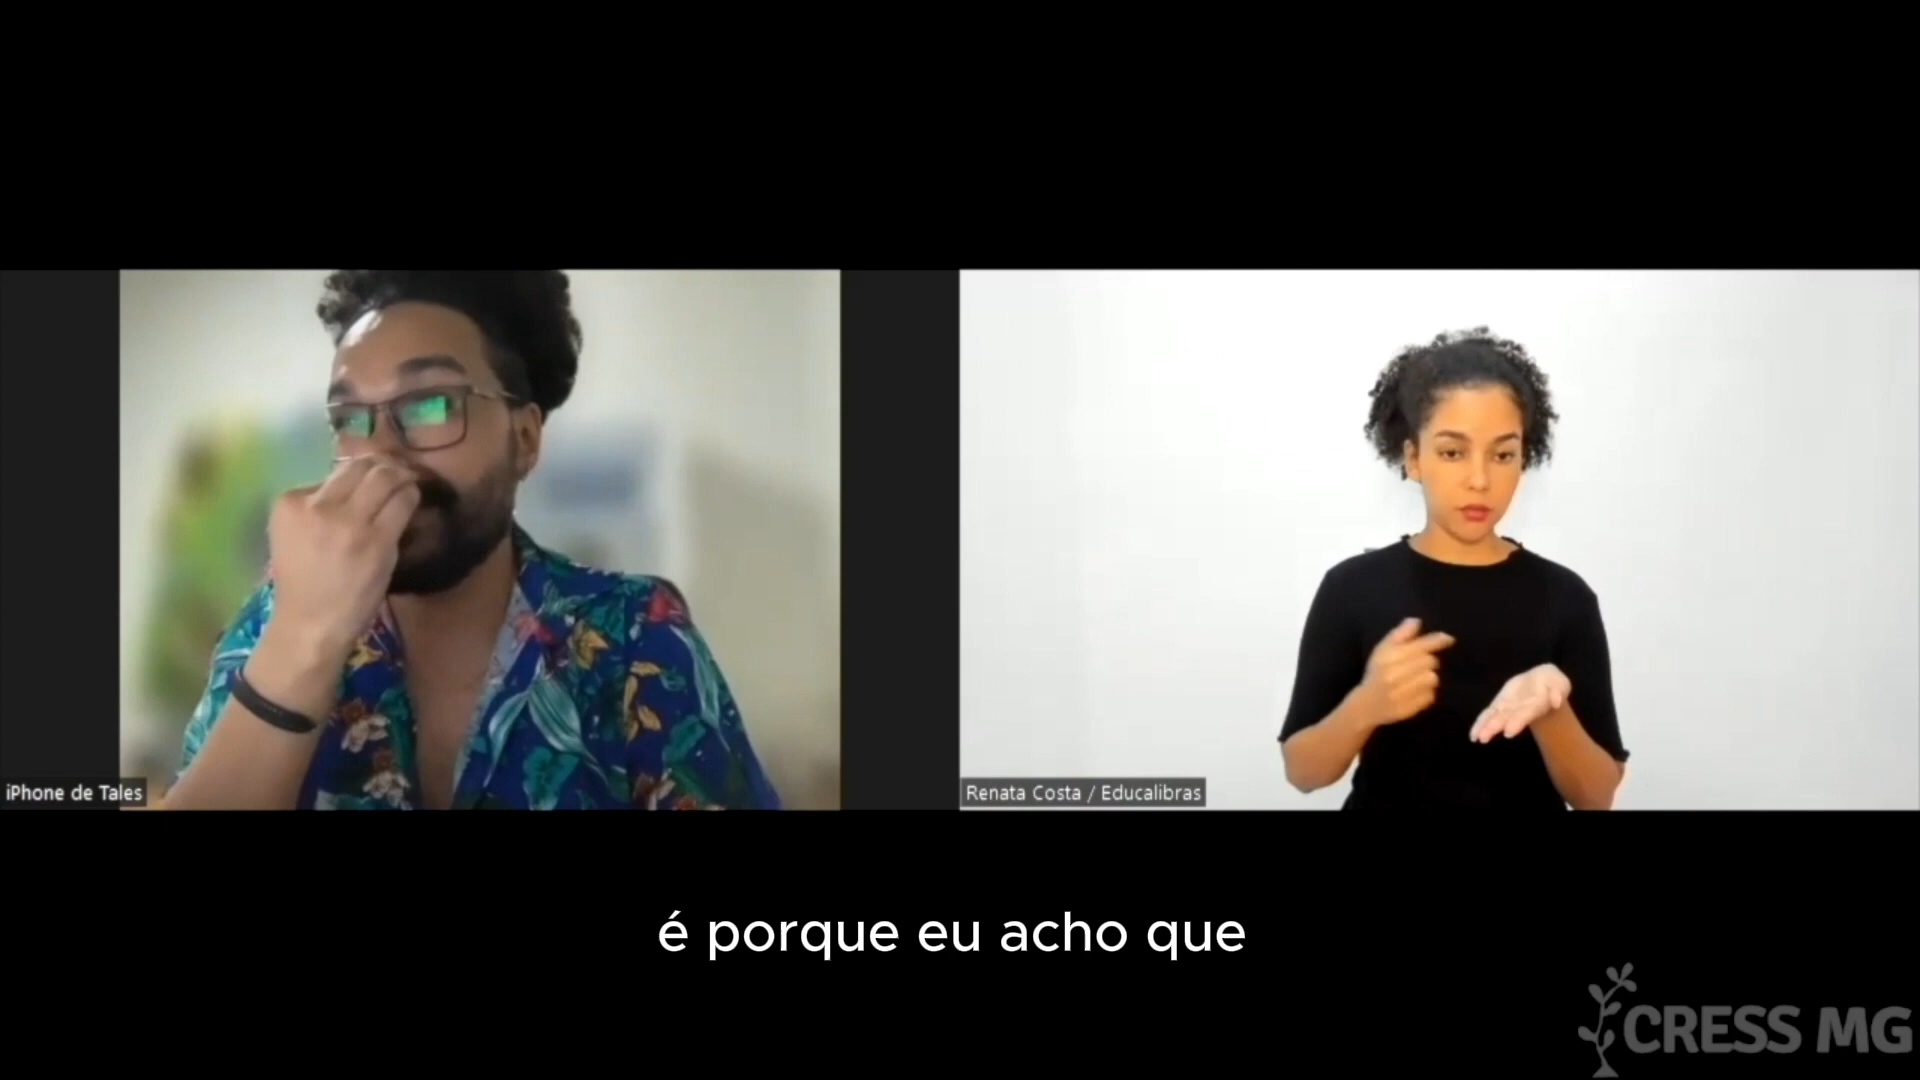 iPhone de Tales
Renata Costa / Educalibras
é porque eu acho que
CRESS MG